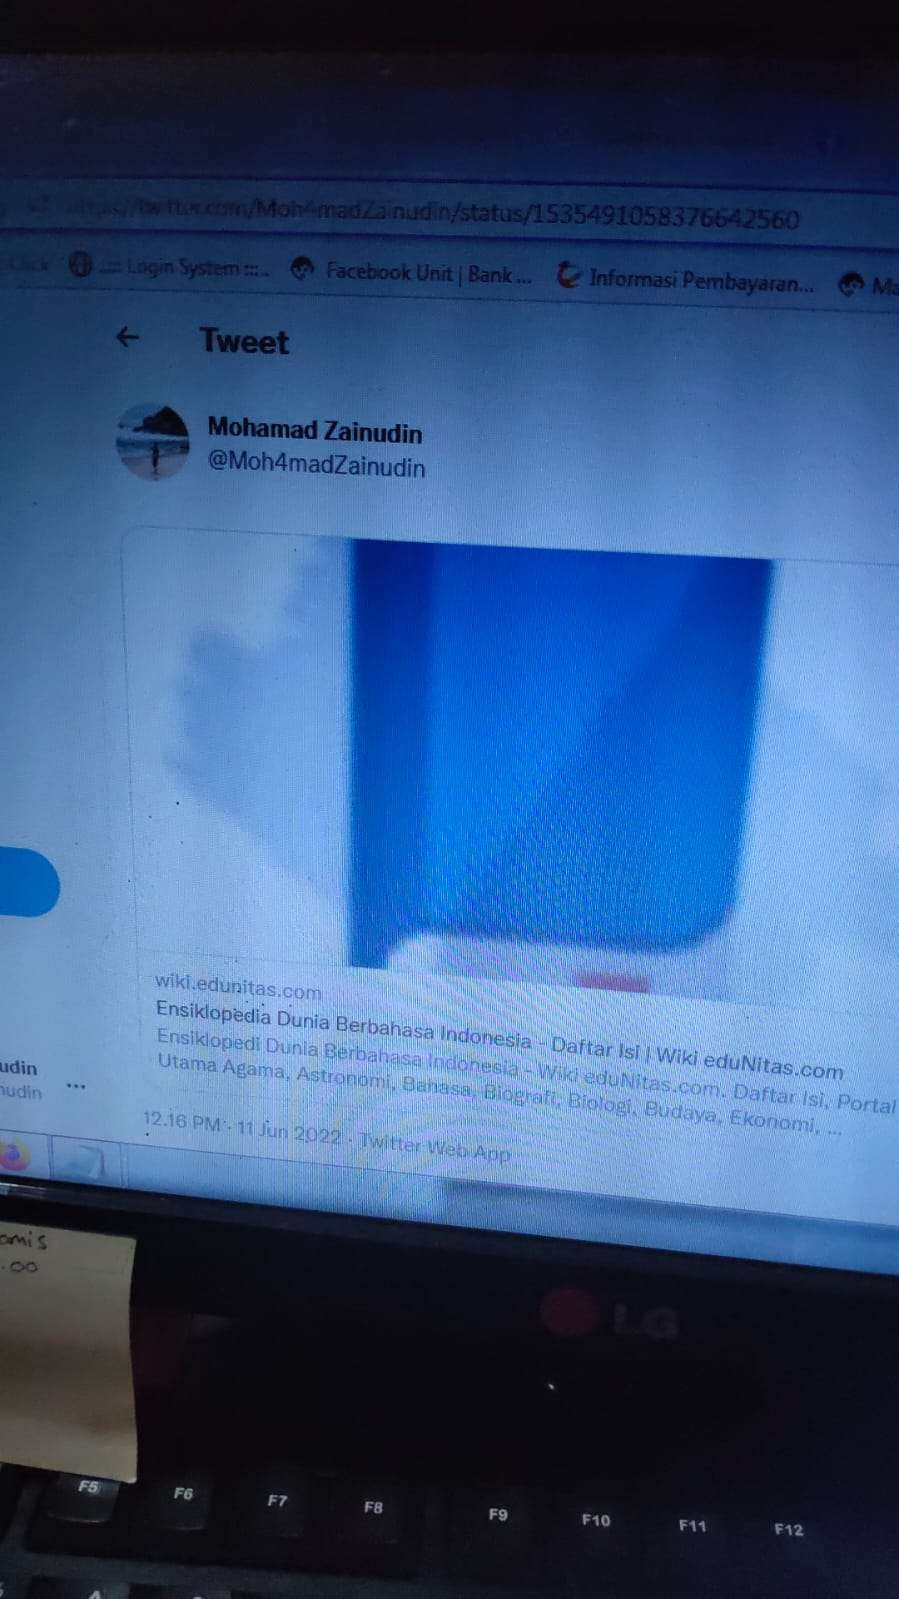 twitter.com/Moh4madZainudin/status/1535491058376642560
Click
::::: Login System :::...
Facebook Unit | Bank ...
Informasi Pembayaran...
Ma
Tweet
Mohamad Zainudin
@Moh4madZainudin
wiki.edunitas.com
Ensiklopedia Dunia Berbahasa Indonesia - Daftar Isi | Wiki eduNitas.com
Ensiklopedi Dunia Berbahasa Indonesia - Wiki eduNitas.com. Daftar Isi, Portal
Utama Agama, Astronomi, Bahasa, Biografi, Biologi, Budaya, Ekonomi, ...
udin
nudin
...
12.16 PM · 11 Jun 2022 · Twitter Web App
omis
.00
LG
F5
F6
F7
F8
F9
F10
F11
F12